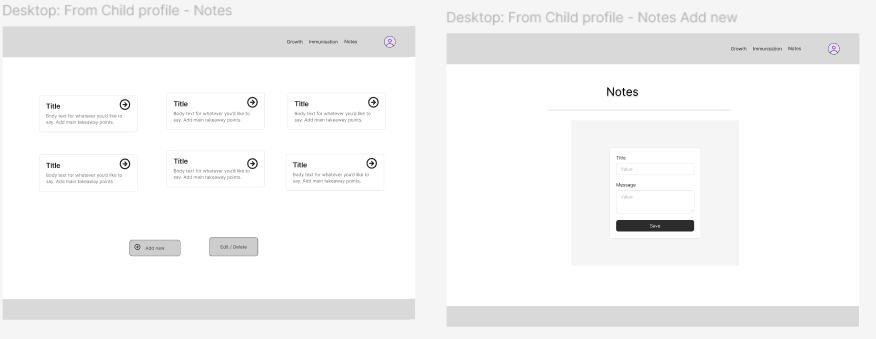 Desktop: From Child profile - Notes
Growth Immunisation Notes
Title
Body text for whatever you'd like to
say. Add main takeaway points.
Title
Body text for whatever you'd like to
say. Add main takeaway points.
Title
Body text for whatever you'd like to
say. Add main takeaway points.
Title
Body text for whatever you'd like to
say. Add main takeaway points.
Title
Body text for whatever you'd like to
say. Add main takeaway points.
Title
Body text for whatever you'd like to
say. Add main takeaway points.
Add new
Edit / Delete
Desktop: From Child profile - Notes Add new
Growth Immunisation Notes
Notes
Title
Value
Message
Value
Save